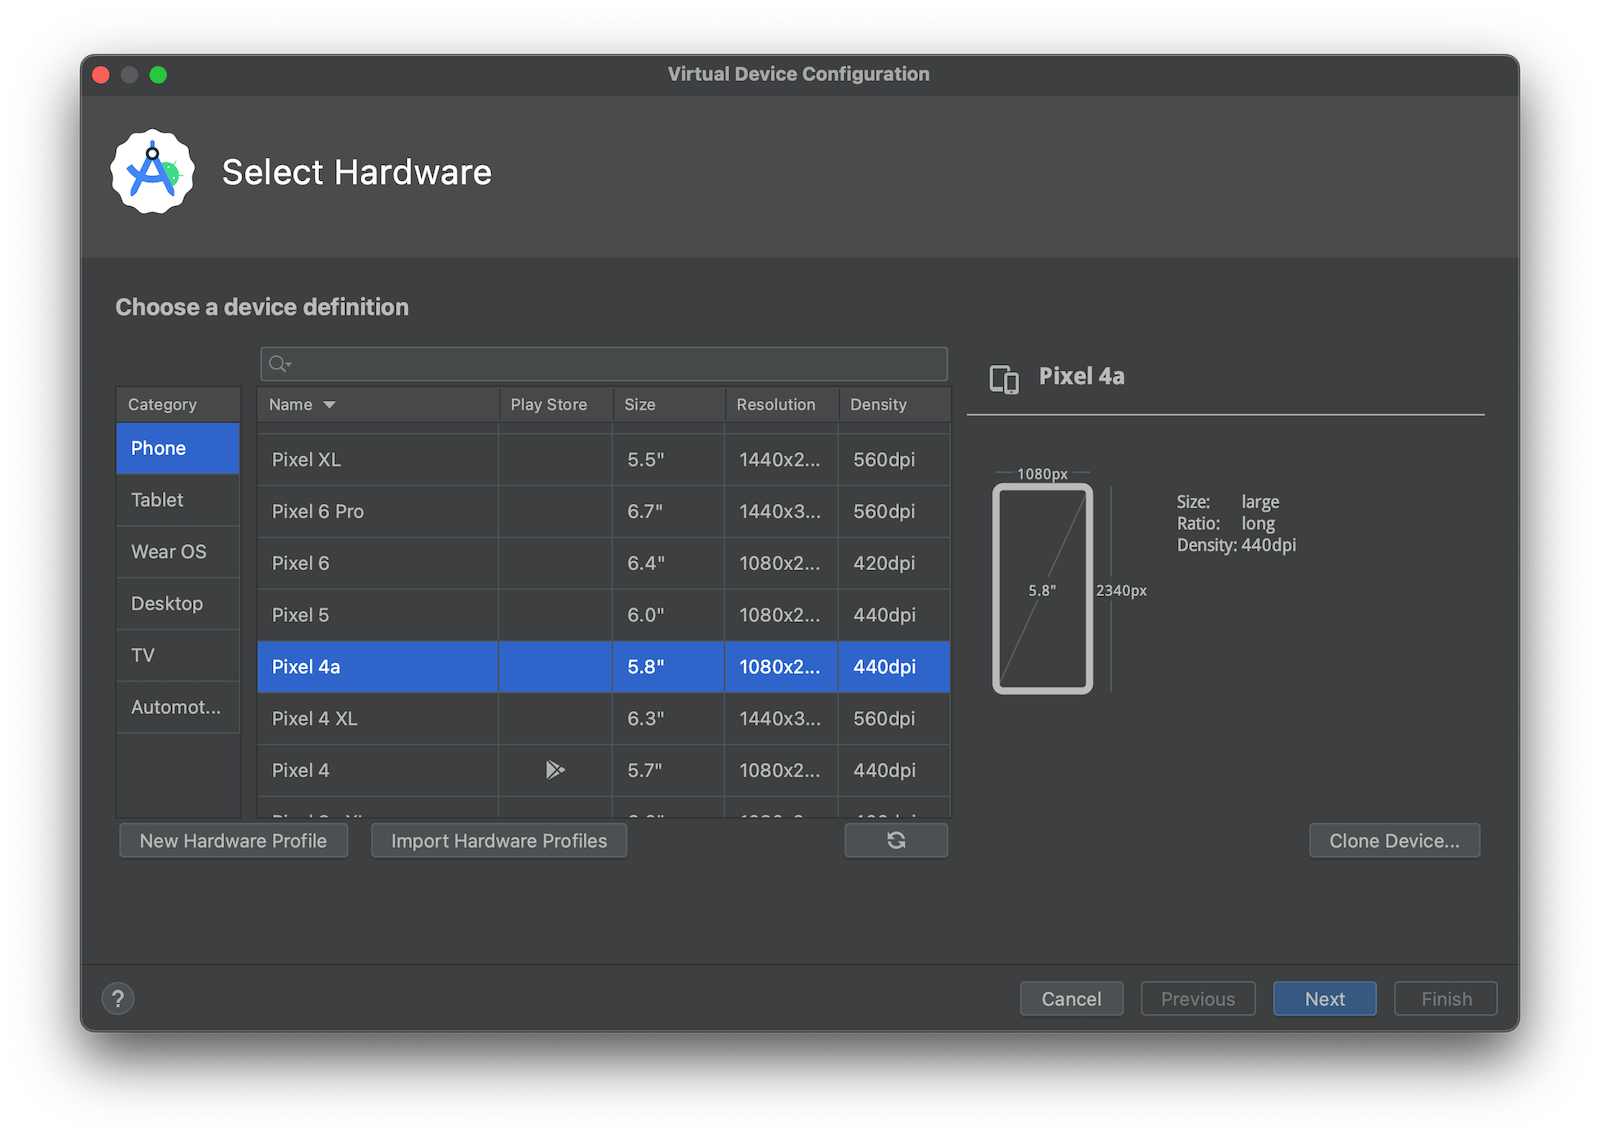 Virtual Device Configuration
Select Hardware
Choose a device definition
Category
Phone
Tablet
Wear OS
Desktop
TV
Automot...
Name Play Store Size Resolution Density
Pixel XL 5.5" 1440x2... 560dpi
Pixel 6 Pro 6.7" 1440x3... 560dpi
Pixel 6 6.4" 1080x2... 420dpi
Pixel 5 6.0" 1080x2... 440dpi
Pixel 4a 5.8" 1080x2... 440dpi
Pixel 4 XL 6.3" 1440x3... 560dpi
Pixel 4 5.7" 1080x2... 440dpi
Pixel 4a
1080px
5.8"
2340px
Size: large
Ratio: long
Density: 440dpi
New Hardware Profile Import Hardware Profiles Clone Device...
? Cancel Previous Next Finish